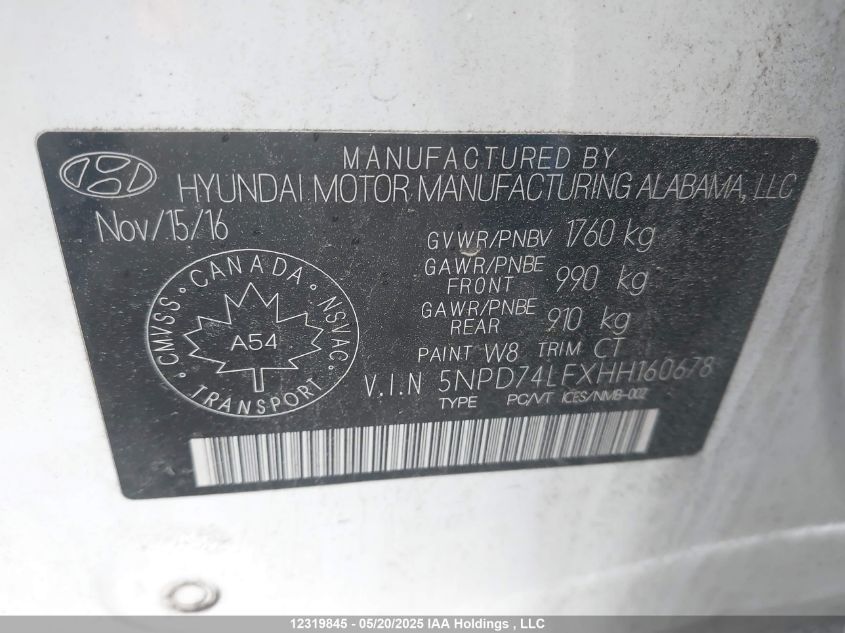 MANUFACTURED BY
HYUNDAI MOTOR MANUFACTURING ALABAMA, LLC
Nov/15/16
GVWR/PNBV 1760 kg
GAWR/PNBE FRONT 990 kg
GAWR/PNBE REAR 910 kg
PAINT W8 TRIM CT
V.I.N 5NPD74LFXHH160678
TYPE PC/VT ICES/NMB-002
CMVSS · CANADA · NSVAC
A54
TRANSPORT
12319845 - 05/20/2025 IAA Holdings , LLC